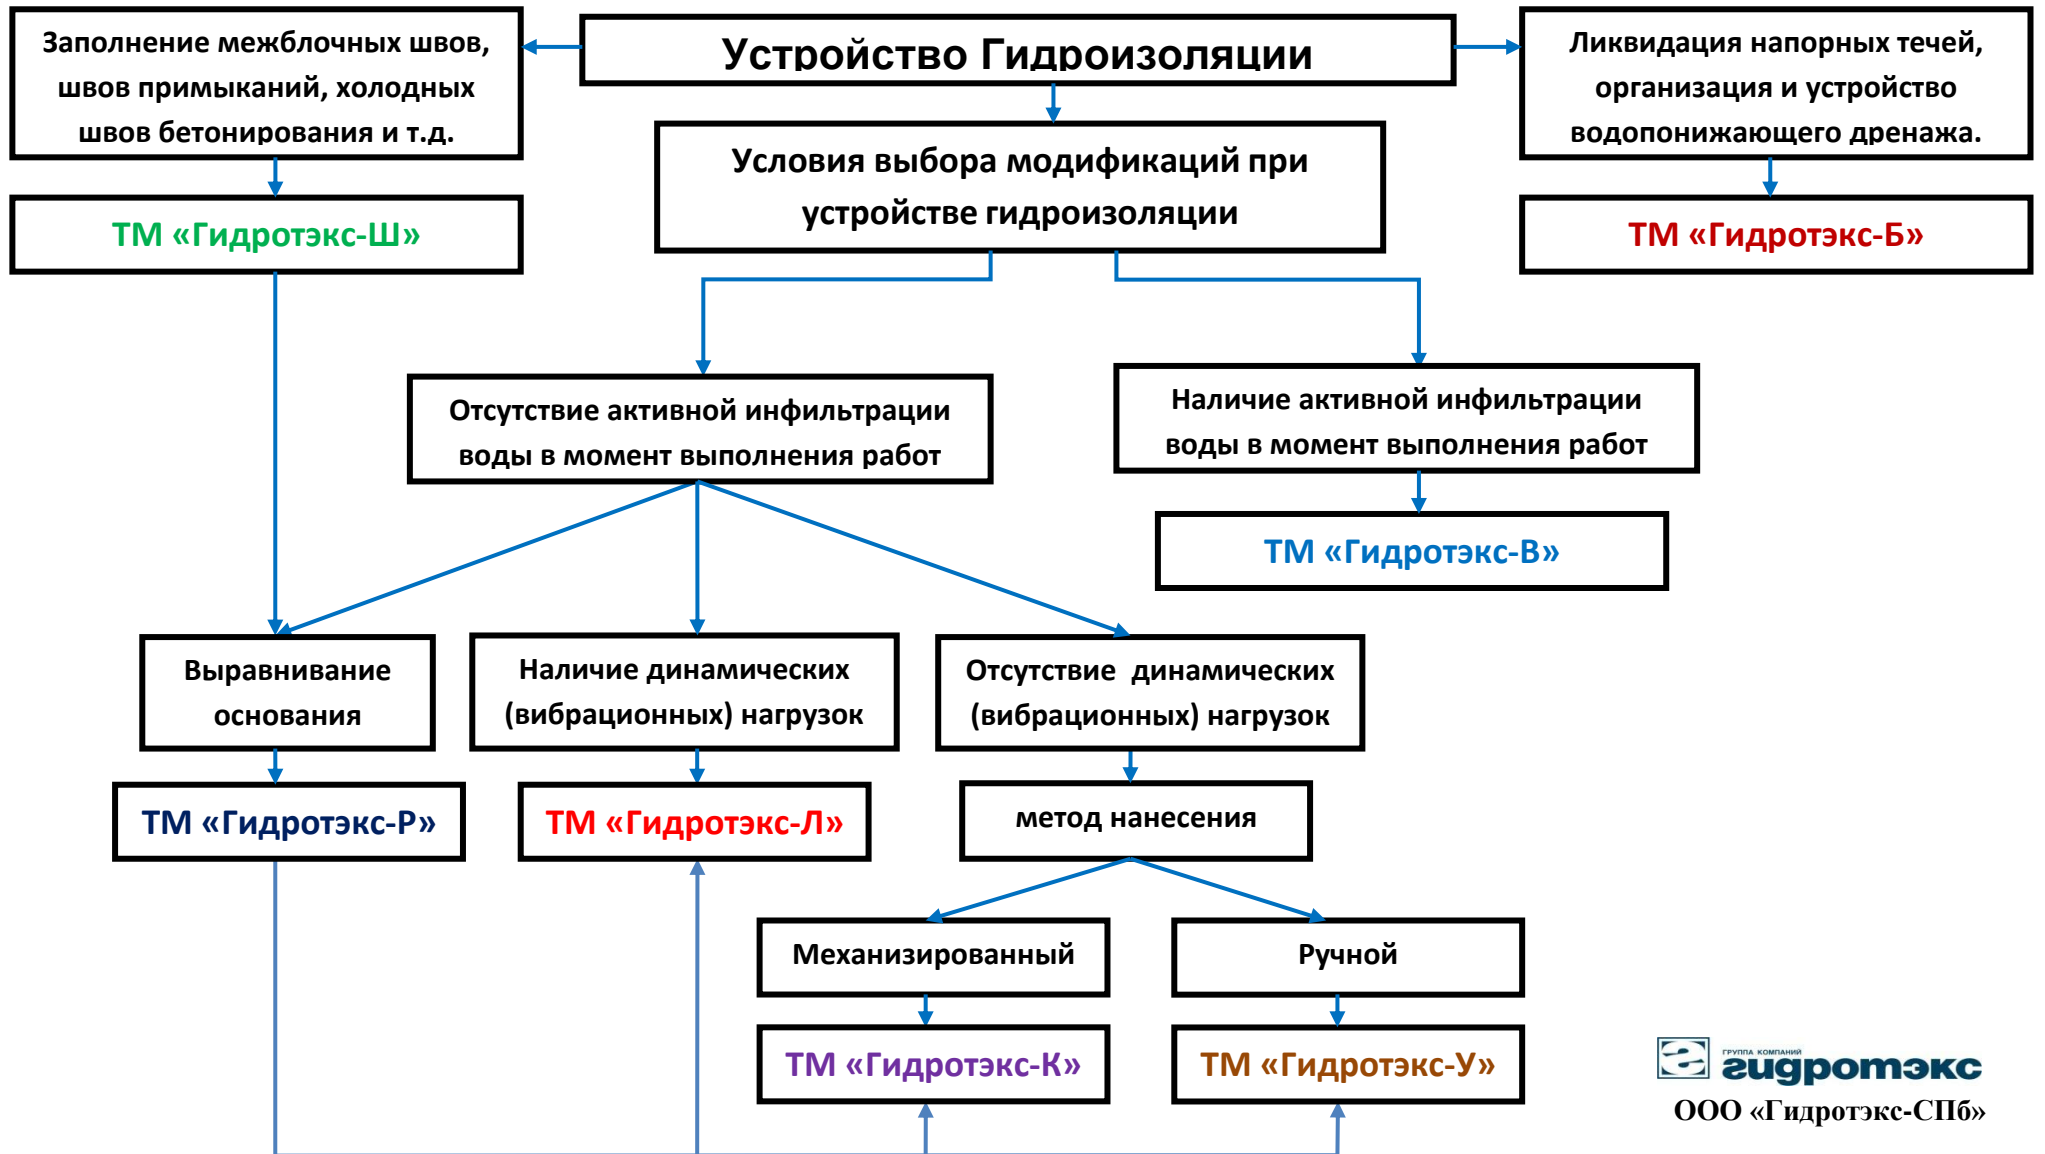 Устройство Гидроизоляции
Заполнение межблочных швов,
швов примыканий, холодных
швов бетонирования и т.д.
ТМ «Гидротэкс-Ш»
Ликвидация напорных течей,
организация и устройство
водопонижающего дренажа.
ТМ «Гидротэкс-Б»
Условия выбора модификаций при
устройстве гидроизоляции
Отсутствие активной инфильтрации
воды в момент выполнения работ
Наличие активной инфильтрации
воды в момент выполнения работ
ТМ «Гидротэкс-В»
Выравнивание
основания
Наличие динамических
(вибрационных) нагрузок
Отсутствие динамических
(вибрационных) нагрузок
ТМ «Гидротэкс-Р»
ТМ «Гидротэкс-Л»
метод нанесения
Механизированный
Ручной
ТМ «Гидротэкс-К»
ТМ «Гидротэкс-У»
ГРУППА КОМПАНИЙ
гидротэкс
ООО «Гидротэкс-СПб»